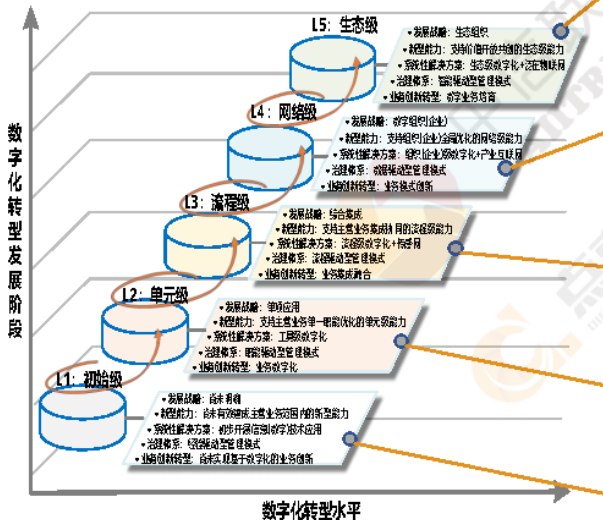 L5：生态级
• 发展战略：生态组织
• 新型能力：支持价值开放共创的生态级能力
• 系统性解决方案：生态级数字化+泛在物联网
• 治理体系：智能驱动型管理模式
• 业务创新转型：数字业务培育
L4：网络级
• 发展战略：数字组织(企业)
• 新型能力：支持组织(企业)全局优化的网络级能力
• 系统性解决方案：组织(企业)级数字化+产业互联网
• 治理体系：数据驱动型管理模式
• 业务创新转型：业务模式创新
L3：流程级
• 发展战略：综合集成
• 新型能力：支持主营业务集成协同的流程级能力
• 系统性解决方案：流程级数字化+传感网
• 治理体系：流程驱动型管理模式
• 业务创新转型：业务集成融合
L2：单元级
• 发展战略：单项应用
• 新型能力：支持主营业务单一职能优化的单元级能力
• 系统性解决方案：工具级数字化
• 治理体系：职能驱动型管理模式
• 业务创新转型：业务数字化
L1：初始级
• 发展战略：尚未明确
• 新型能力：尚未有效建成主营业务范围内的新型能力
• 系统性解决方案：初步开展信息(数字)技术应用
• 治理体系：经验驱动型管理模式
• 业务创新转型：尚未实现基于数字化的业务创新
数字化转型发展阶段
数字化转型水平